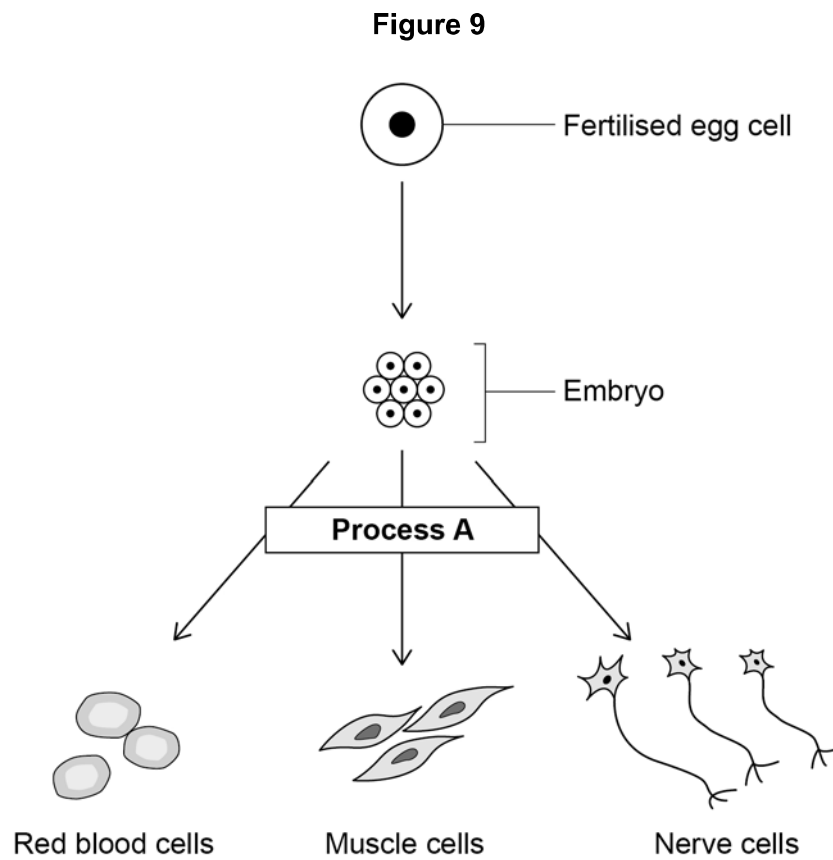 Figure 9
Fertilised egg cell
Embryo
Process A
Red blood cells
Muscle cells
Nerve cells